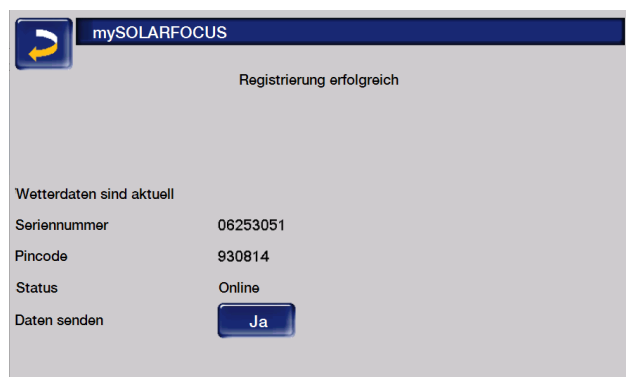 mySOLARFOCUS
Registrierung erfolgreich
Wetterdaten sind aktuell
Seriennummer 06253051
Pincode 930814
Status Online
Daten senden Ja